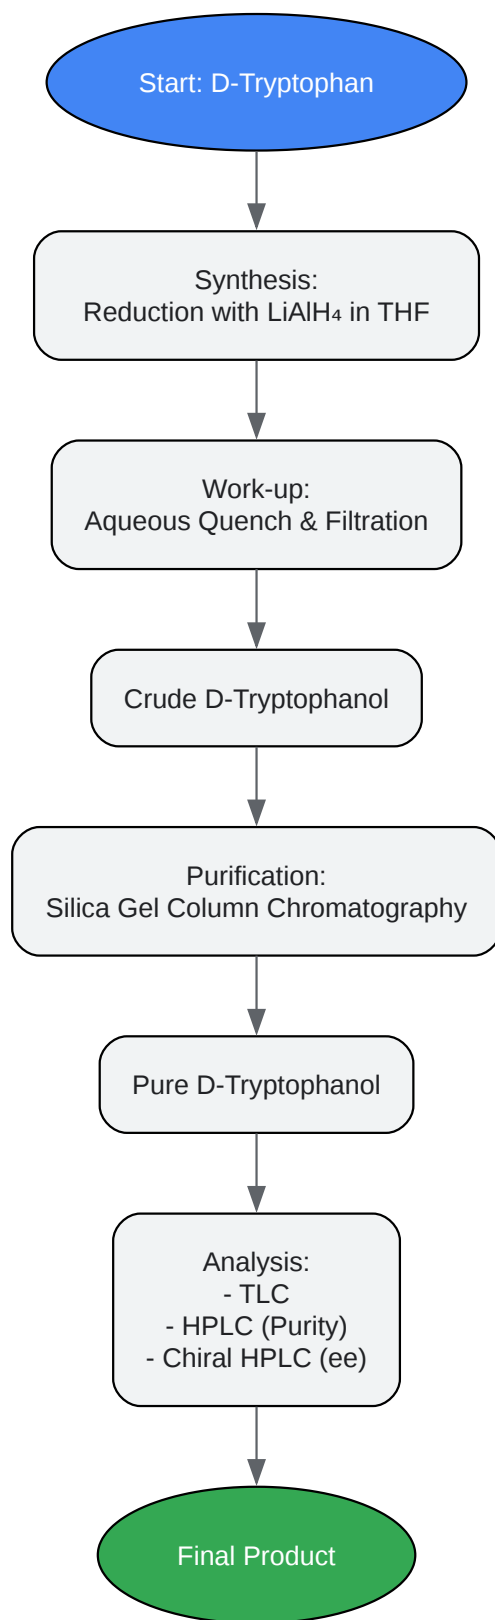 Start: D-Tryptophan
Synthesis:
Reduction with LiAlH₄ in THF
Work-up:
Aqueous Quench & Filtration
Crude D-Tryptophanol
Purification:
Silica Gel Column Chromatography
Pure D-Tryptophanol
Analysis:
- TLC
- HPLC (Purity)
- Chiral HPLC (ee)
Final Product